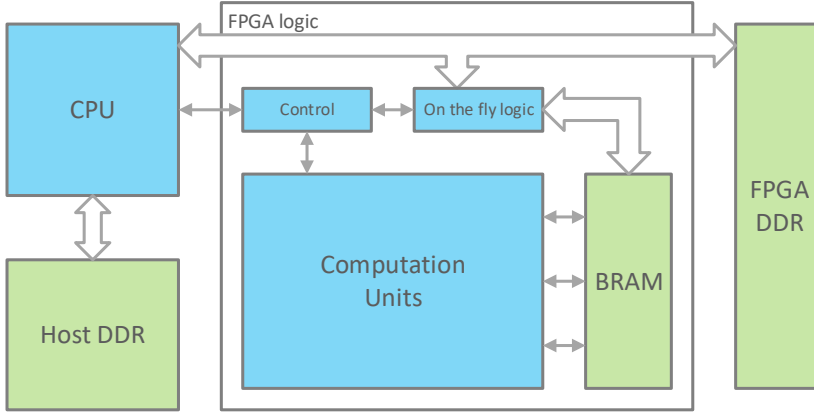 FPGA logic
CPU
Control
On the fly logic
FPGA
DDR
Computation
Units
BRAM
Host DDR